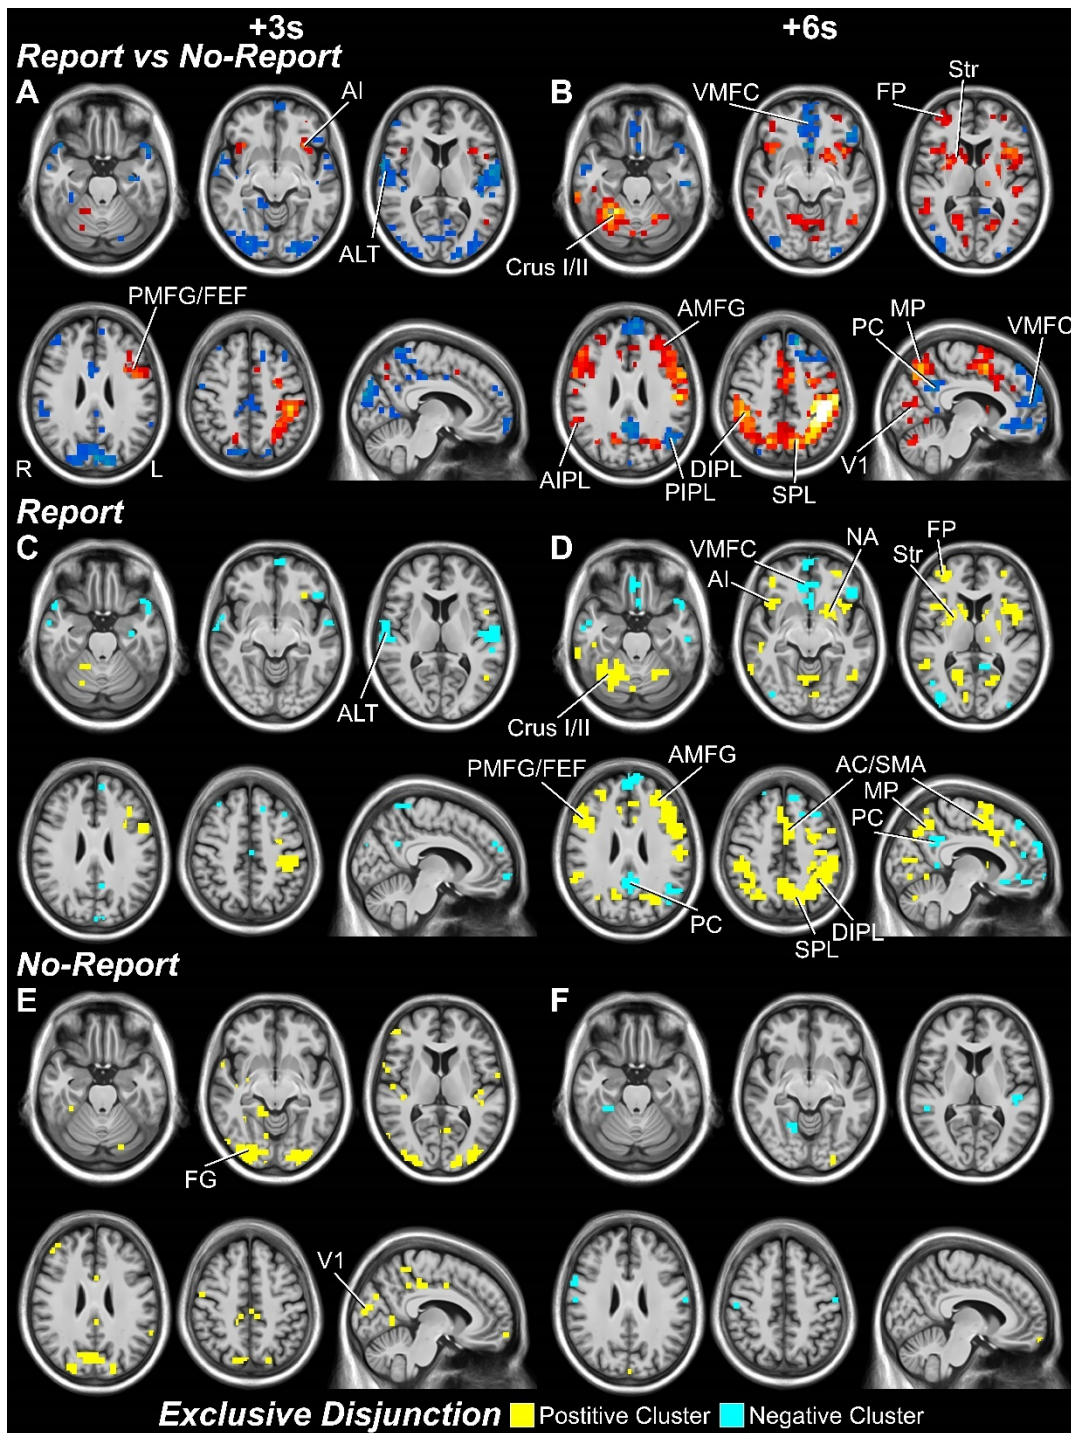 +3s +6s
Report vs No-Report
A AI B VMFC FP Str
ALT Crus I/II
PMFG/FEF AMFG MP PC VMFC
R L AIPL DIPL PIPL SPL V1
Report
C D VMFC AI NA Str FP
ALT Crus I/II
PMFG/FEF AMFG AC/SMA MP PC
PC SPL DIPL
No-Report
E F
FG
V1
Exclusive Disjunction Postitive Cluster Negative Cluster